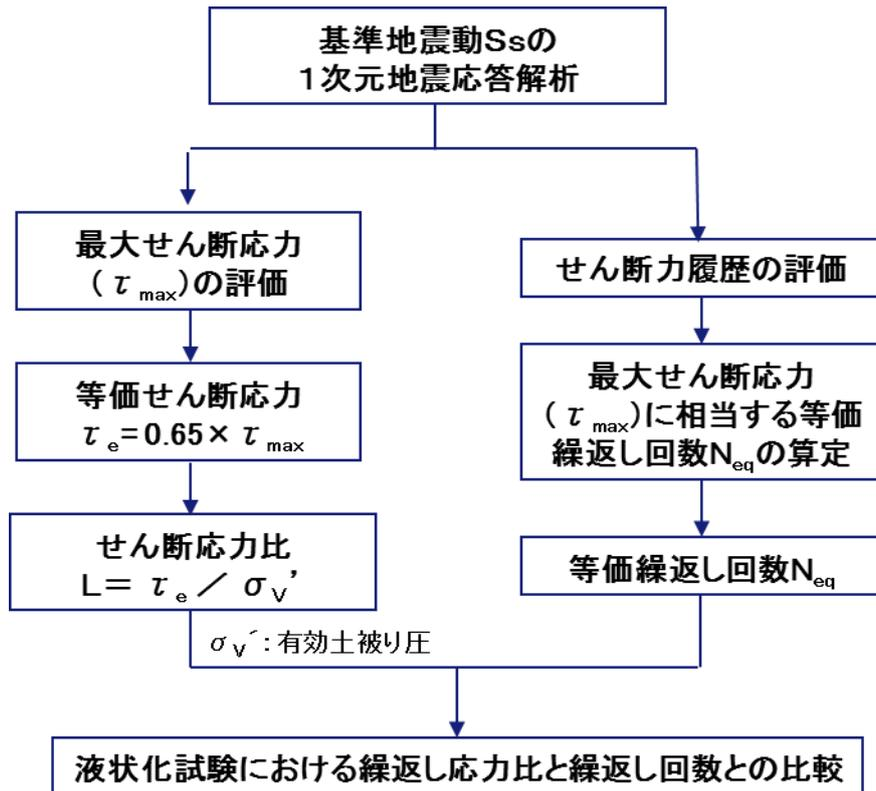 基準地震動Ssの
1次元地震応答解析
最大せん断応力
（τmax)の評価
等価せん断応力
τe=0.65×τmax
せん断応力比
L＝ τe／σV’
σV´:有効土被り圧
せん断力履歴の評価
最大せん断応力
（τmax)に相当する等価
繰返し回数Neqの算定
等価繰返し回数Neq
液状化試験における繰返し応力比と繰返し回数との比較